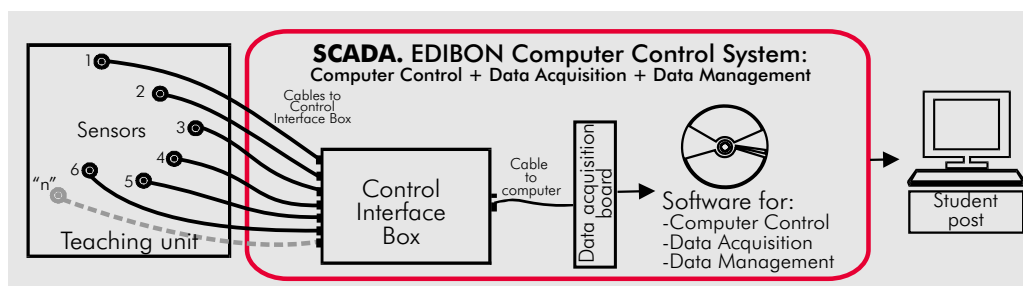 SCADA. EDIBON Computer Control System:
Computer Control + Data Acquisition + Data Management
1
2
3
4
5
6
“n”
Sensors
Teaching unit
Cables to
Control
Interface Box
Control
Interface
Box
Cable
to
computer
Data acquisition
board
Software for:
-Computer Control
-Data Acquisition
-Data Management
Student
post